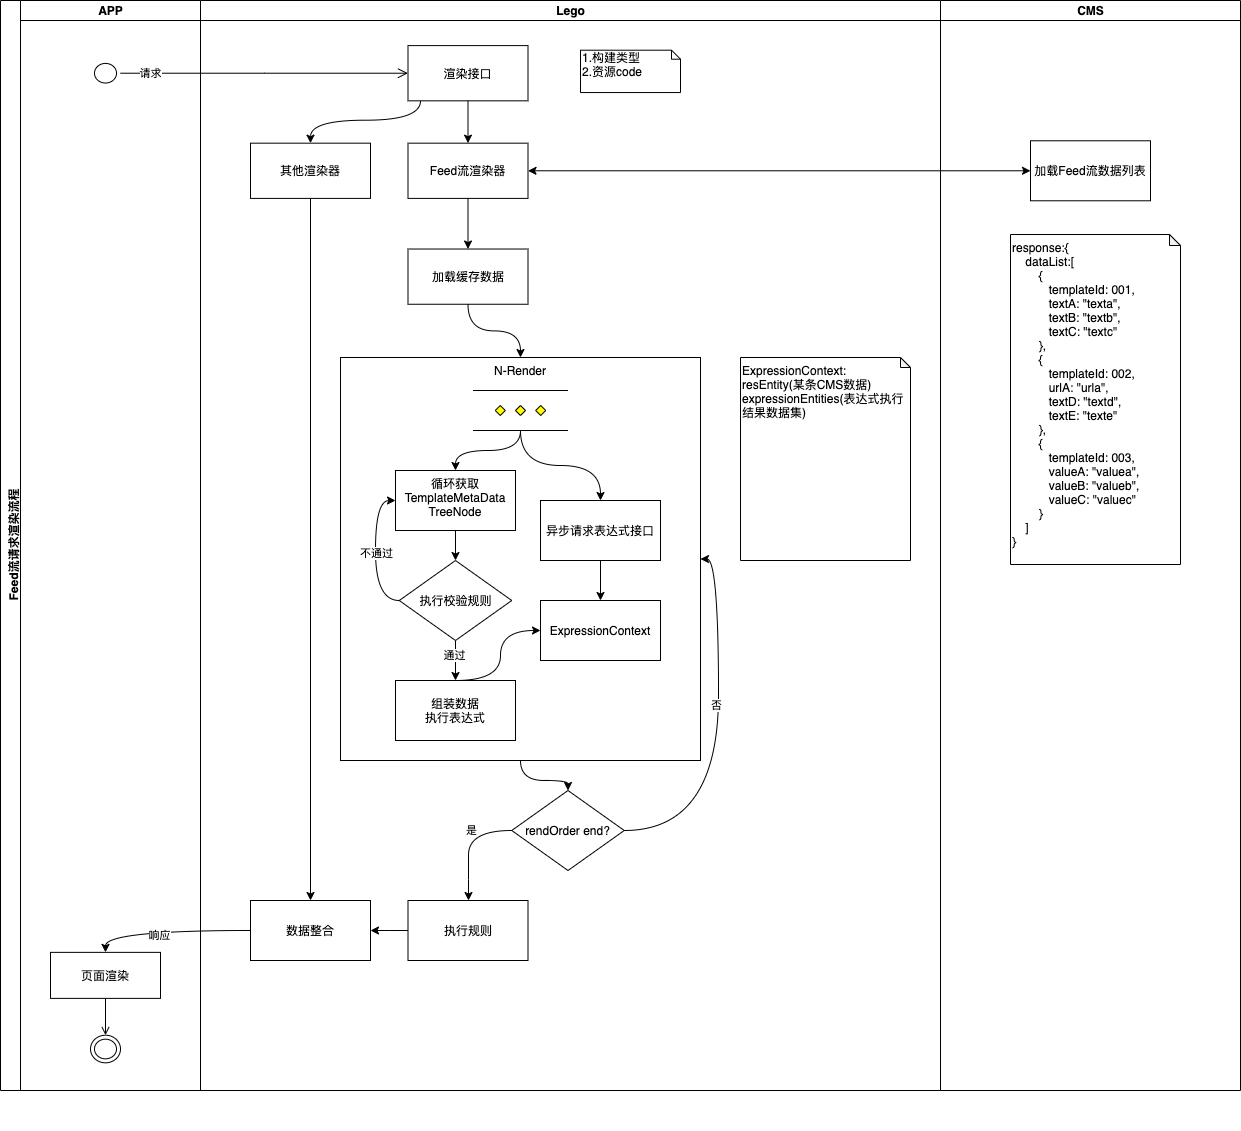 APP
Lego
CMS
Feed流请求渲染流程
请求
渲染接口
1.构建类型
2.资源code
其他渲染器
Feed流渲染器
加载Feed流数据列表
加载缓存数据
response:{
dataList:[
{
templateId: 001,
textA: "texta",
textB: "textb",
textC: "textc"
},
{
templateId: 002,
urlA: "urla",
textD: "textd",
textE: "texte"
},
{
templateId: 003,
valueA: "valuea",
valueB: "valueb",
valueC: "valuec"
}
]
}
N-Render
ExpressionContext:
resEntity(某条CMS数据)
expressionEntities(表达式执行
结果数据集)
循环获取
TemplateMetaData
TreeNode
异步请求表达式接口
不通过
执行校验规则
ExpressionContext
通过
组装数据
执行表达式
否
rendOrder end?
是
数据整合
执行规则
响应
页面渲染